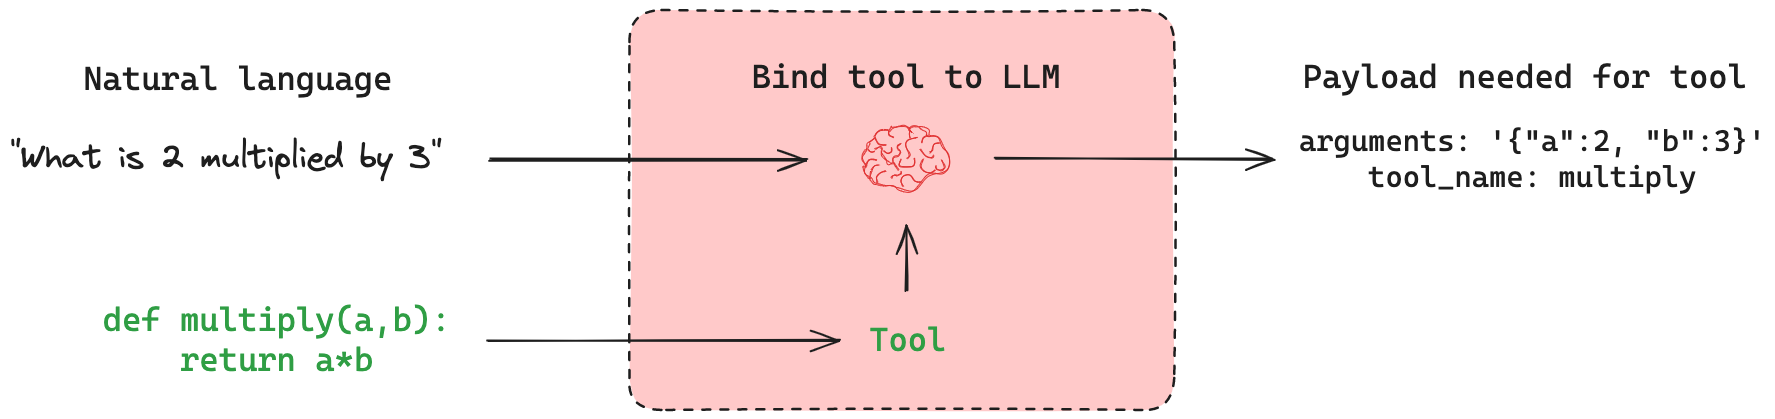 Natural language
"What is 2 multiplied by 3"
def multiply(a,b):
return a*b
Bind tool to LLM
Tool
Payload needed for tool
arguments: '{"a":2, "b":3}'
tool_name: multiply